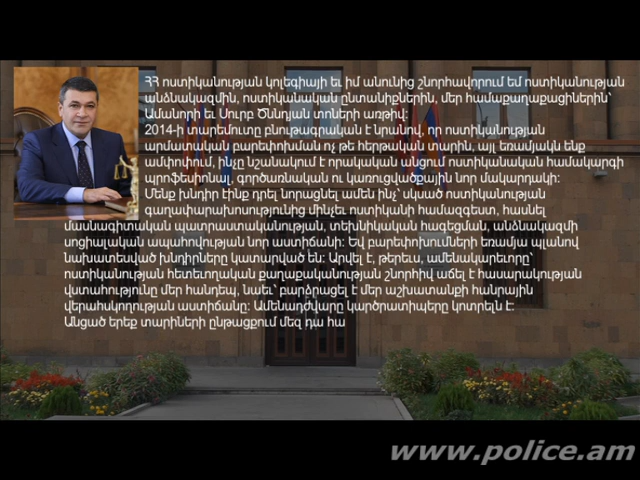 ՀՀ ոստիկանության կոլեգիայի եւ իմ անունից շնորհավորում եմ ոստիկանության
անձնակազմին, ոստիկանական ընտանիքներին, մեր համաքաղաքացիներին՝
Ամանորի եւ Սուրբ Ծննդյան տոների առթիվ:
2014-ի տարեմուտը բնութագրական է նրանով, որ ոստիկանության
արմատական բարեփոխման ոչ թե հերթական տարին, այլ եռամյակն ենք
ամփոփում, ինչը նշանակում է որակական անցում ոստիկանական համակարգի
պրոֆեսիոնալ, գործառնական ու կառուցվածքային նոր մակարդակի:
Մենք խնդիր էինք դրել նորացնել ամեն ինչ՝ սկսած ոստիկանության
գաղափարախոսությունից մինչեւ ոստիկանի համազգեստ, հասնել
մասնագիտական պատրաստականության, տեխնիկական հագեցման, անձնակազմի
սոցիալական ապահովության նոր աստիճանի: Եվ բարեփոխումների եռամյա պլանով
նախատեսված խնդիրները կատարված են: Արվել է, թերեւս, ամենակարեւորը՝
ոստիկանության հետեւողական քաղաքականության շնորհիվ աճել է հասարակության
վստահությունը մեր հանդեպ, նաեւ՝ բարձրացել է մեր աշխատանքի հանրային
վերահսկողության աստիճանը: Ամենադժվարը կարծրատիպերը կոտրելն է:
Անցած երեք տարիների ընթացքում մեզ դա հա
www.police.am